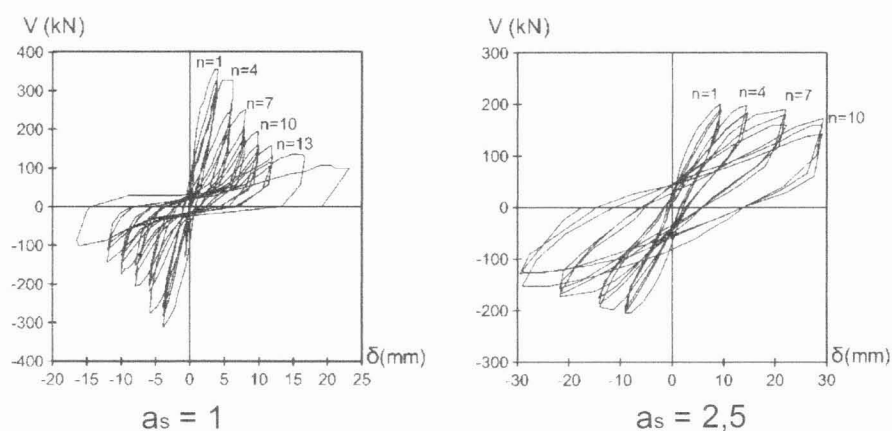 V (kN)
400
300
200
100
0
-100
-200
-300
-400
-20 -15 -10 -5 0 5 10 15 20 25
n=1
n=4
n=7
n=10
n=13
δ(mm)
as = 1
V (kN)
300
200
100
0
-100
-200
-300
-30 -20 -10 0 10 20 30
n=1
n=4
n=7
n=10
δ(mm)
as = 2,5